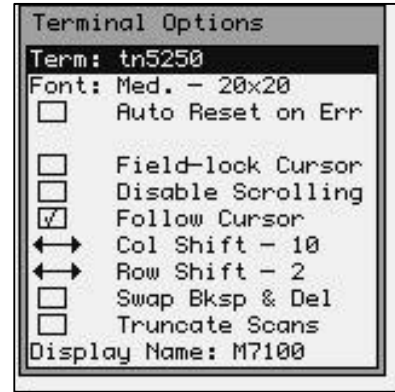 Terminal Options
Term: tn5250
Font: Med. - 20x20
Auto Reset on Err
Field-lock Cursor
Disable Scrolling
Follow Cursor
Col Shift - 10
Row Shift - 2
Swap Bksp & Del
Truncate Scans
Display Name: M7100